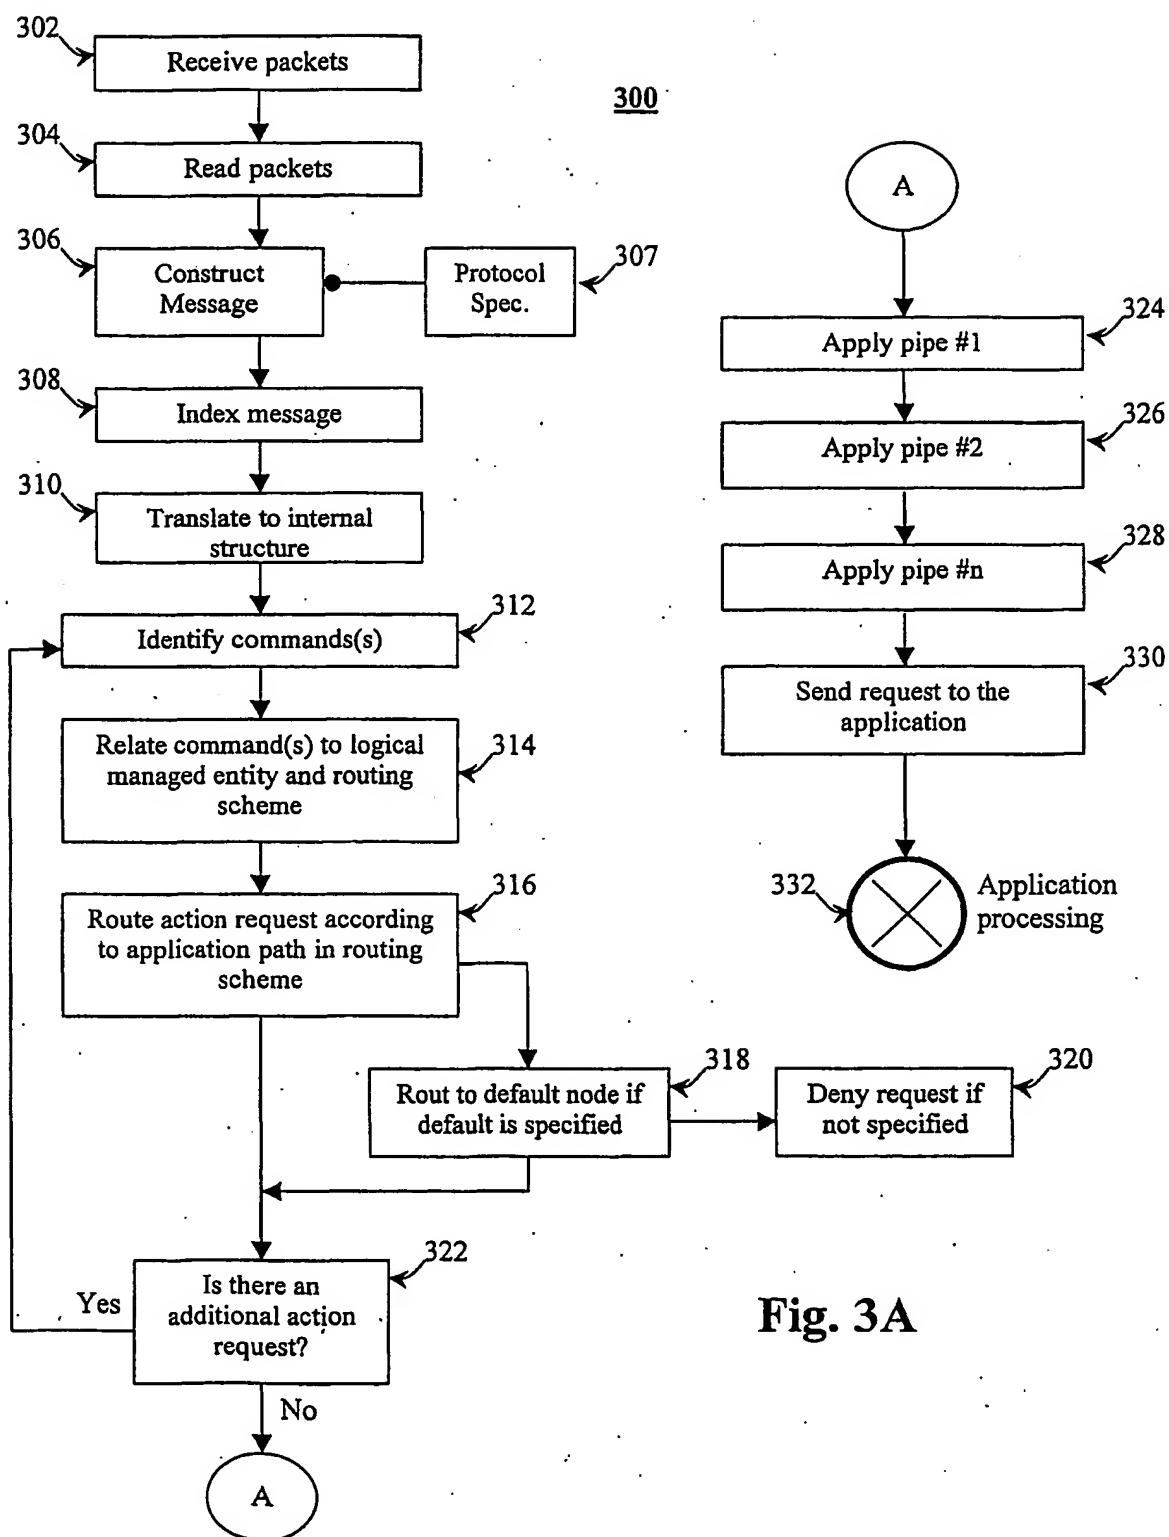 302
Receive packets
300
304
Read packets
A
306
Construct
Message
Protocol
Spec.
307
324
Apply pipe #1
308
Index message
326
Apply pipe #2
310
Translate to internal
structure
328
Apply pipe #n
312
Identify commands(s)
330
Send request to the
application
314
Relate command(s) to logical
managed entity and routing
scheme
316
Route action request according
to application path in routing
scheme
332
Application
processing
318
Rout to default node if
default is specified
320
Deny request if
not specified
322
Is there an
additional action
request?
Yes
No
A
Fig. 3A